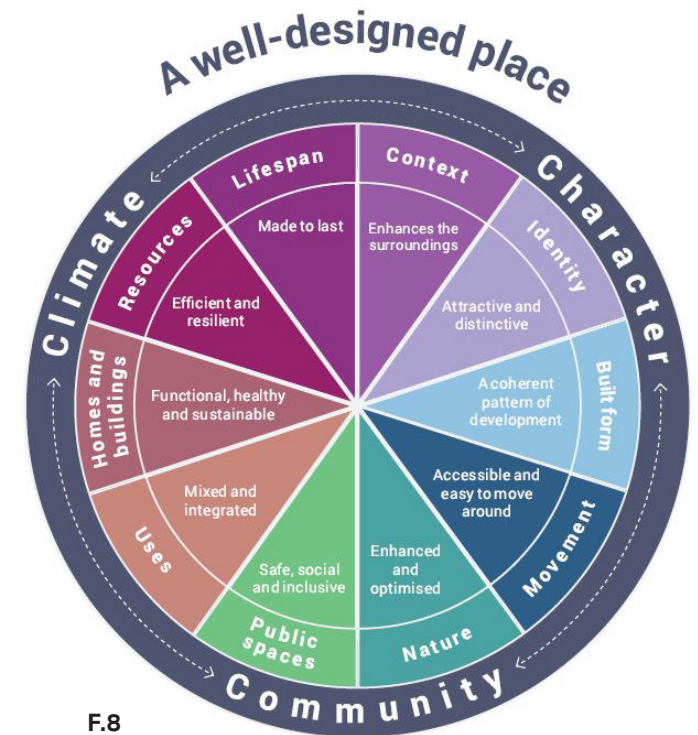 A well-designed place
Climate
Character
Community
Context
Enhances the
surroundings
Identity
Attractive and
distinctive
Built form
A coherent
pattern of
development
Movement
Accessible and
easy to move
around
Nature
Enhanced
and
optimised
Public
spaces
Safe, social
and inclusive
Uses
Mixed and
integrated
Homes and
buildings
Functional, healthy
and sustainable
Resources
Efficient and
resilient
Lifespan
Made to last
F.8